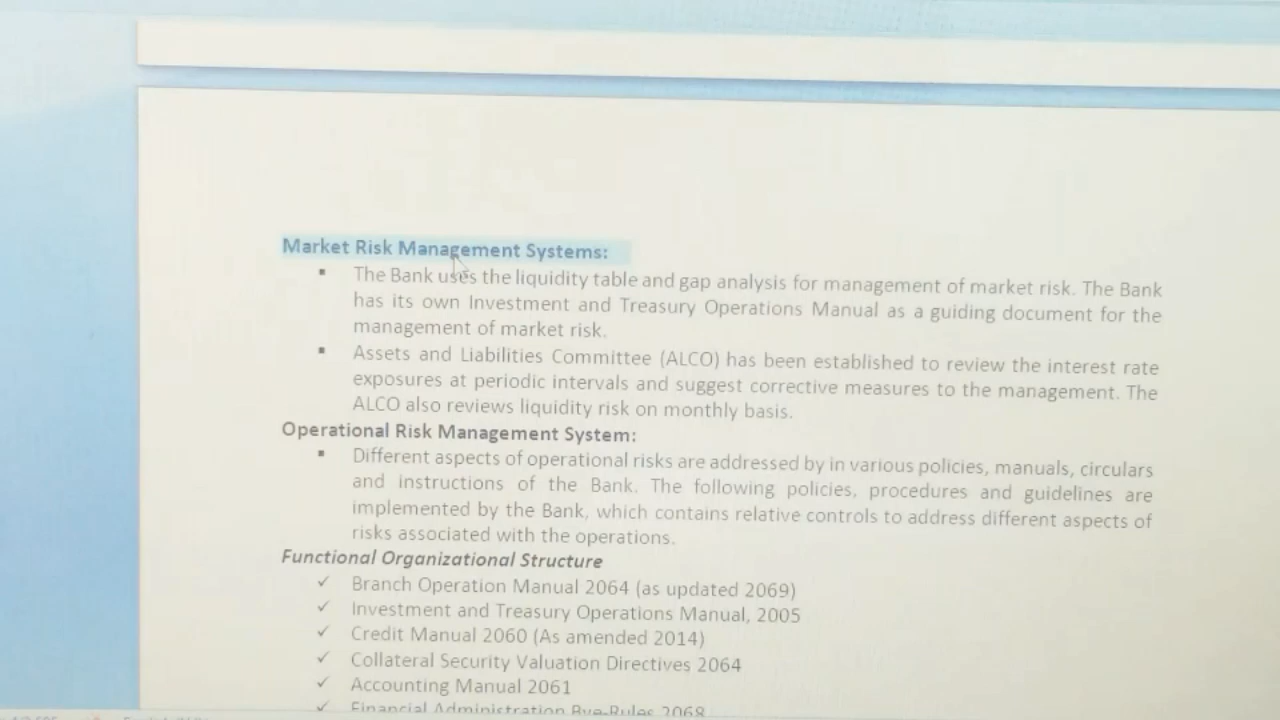 Market Risk Management Systems:
▪ The Bank uses the liquidity table and gap analysis for management of market risk. The Bank
has its own Investment and Treasury Operations Manual as a guiding document for the
management of market risk.
▪ Assets and Liabilities Committee (ALCO) has been established to review the interest rate
exposures at periodic intervals and suggest corrective measures to the management. The
ALCO also reviews liquidity risk on monthly basis.
Operational Risk Management System:
▪ Different aspects of operational risks are addressed by in various policies, manuals, circulars
and instructions of the Bank. The following policies, procedures and guidelines are
implemented by the Bank, which contains relative controls to address different aspects of
risks associated with the operations.
Functional Organizational Structure
✓ Branch Operation Manual 2064 (as updated 2069)
✓ Investment and Treasury Operations Manual, 2005
✓ Credit Manual 2060 (As amended 2014)
✓ Collateral Security Valuation Directives 2064
✓ Accounting Manual 2061
✓ Financial Administration Bye-Rules 2068